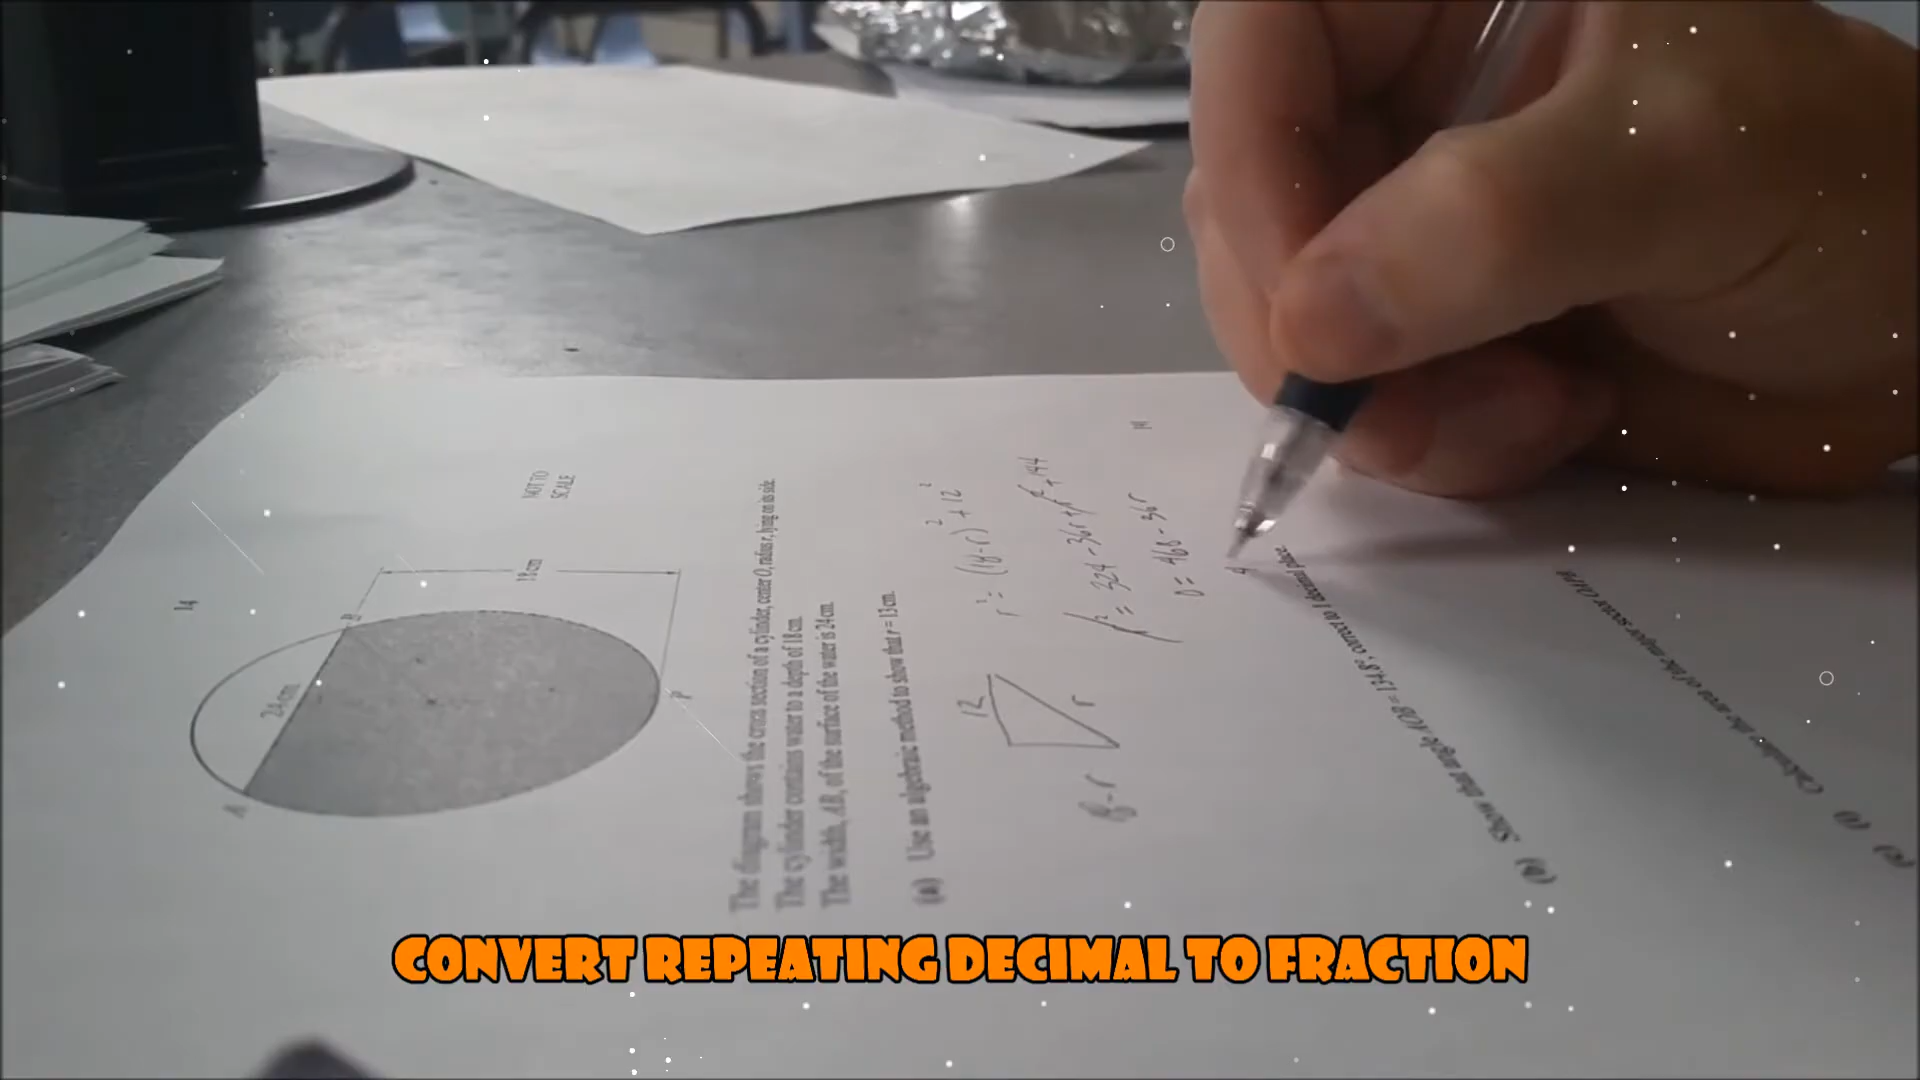 14
NOT TO
SCALE
A
B
24 cm
18 cm
P
The diagram shows the cross section of a cylinder, center O, radius r, lying on its side.
The cylinder contains water to a depth of 18 cm.
The width, AB, of the surface of the water is 24 cm.
(a) Use an algebraic method to show that r = 13 cm.
12
r
18-r
r² = (18-r)² + 12²
r² = 324 - 36r + r² + 144
0 = 468 - 36r
(b) Show that angle AOB = 134.8°, correct to 1 decimal place.
(c) (i) Calculate the area of the major sector OAPB.
CONVERT REPEATING DECIMAL TO FRACTION